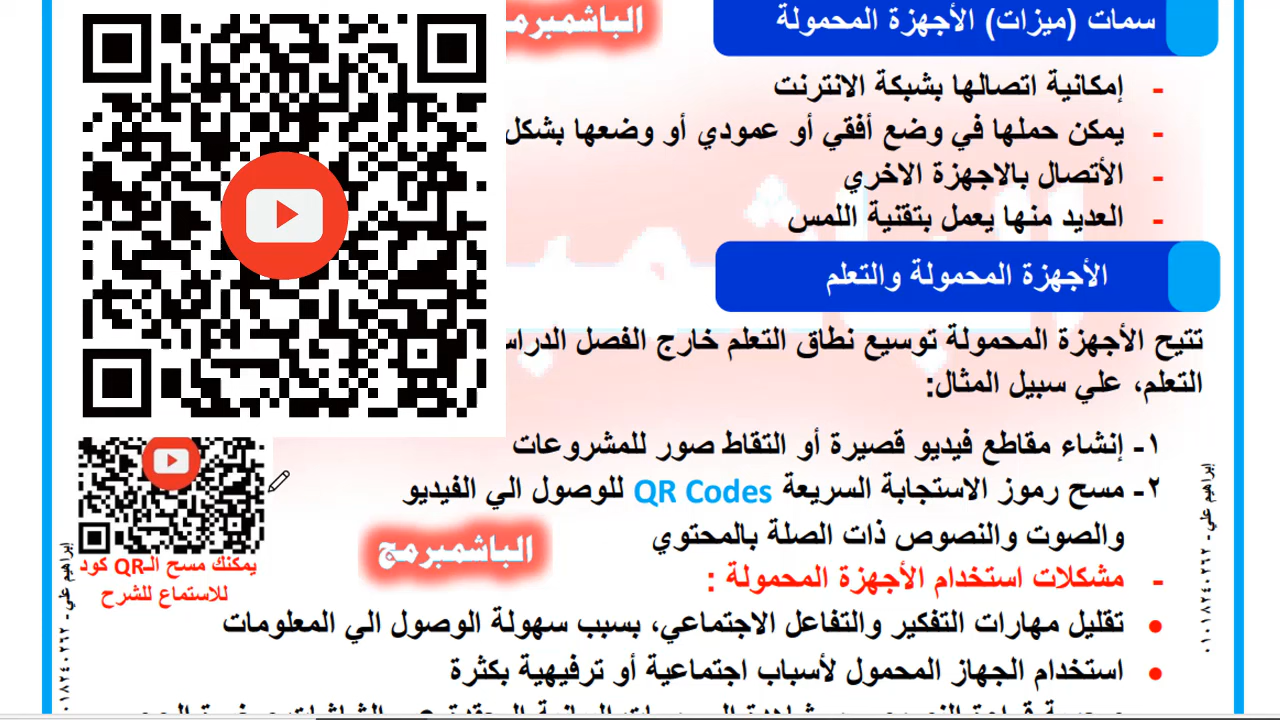 سمات (ميزات) الأجهزة المحمولة
- إمكانية اتصالها بشبكة الانترنت
- يمكن حملها في وضع أفقي أو عمودي أو وضعها بشكل
- الأتصال بالاجهزة الاخري
- العديد منها يعمل بتقنية اللمس
الأجهزة المحمولة والتعلم
تتيح الأجهزة المحمولة توسيع نطاق التعلم خارج الفصل
التعلم، علي سبيل المثال:
١- إنشاء مقاطع فيديو قصيرة أو التقاط صور للمشروعات
٢- مسح رموز الاستجابة السريعة QR Codes للوصول الي الفيديو
والصوت والنصوص ذات الصلة بالمحتوي
الباشمبرمج
- مشكلات استخدام الأجهزة المحمولة :
• تقليل مهارات التفكير والتفاعل الاجتماعي، بسبب سهولة الوصول الي المعلومات
• استخدام الجهاز المحمول لأسباب اجتماعية أو ترفيهية بكثرة
يمكنك مسح الـQR كود
للاستماع للشرح
إبراهيم علي - ٠١٠١٨٢٤٠٢٦٢